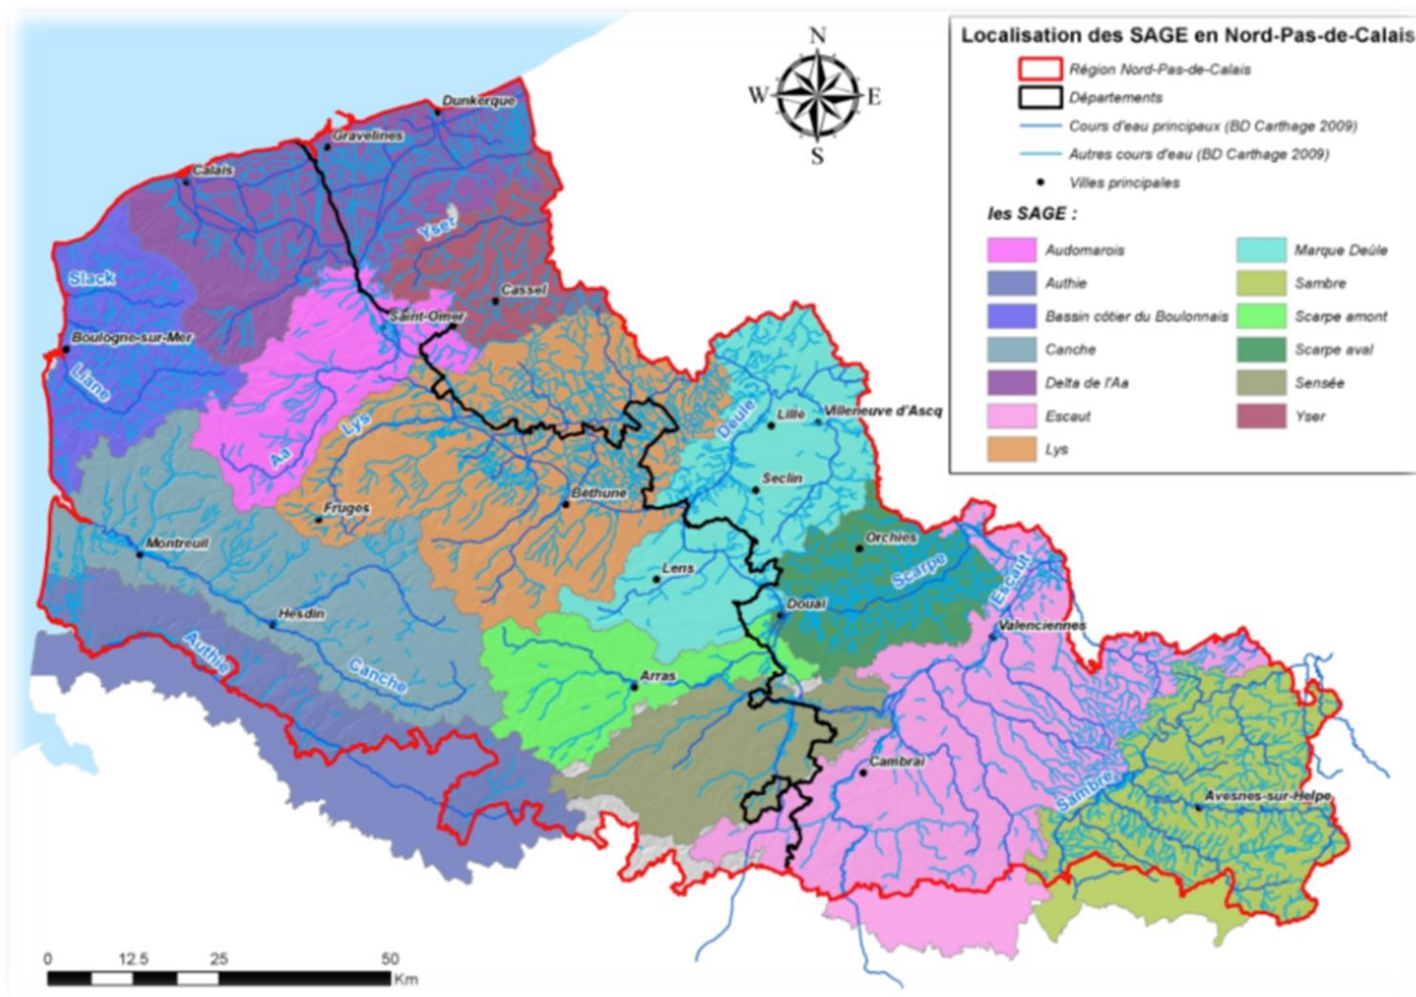 Localisation des SAGE en Nord-Pas-de-Calais
Région Nord-Pas-de-Calais
Départements
Cours d'eau principaux (BD Carthage 2009)
Autres cours d'eau (BD Carthage 2009)
Villes principales
les SAGE :
Audomarois
Authie
Bassin côtier du Boulonnais
Canche
Delta de l'Aa
Escaut
Lys
Marque Deûle
Sambre
Scarpe amont
Scarpe aval
Sensée
Yser
N
W
E
S
Dunkerque
Gravelines
Calais
Yser
Slack
Cassel
Saint-Omer
Boulogne-sur-Mer
Liane
Lys
Aa
Deûle
Lille
Villeneuve d'Ascq
Seclin
Béthune
Fruges
Montreuil
Orchies
Scarpe
Escaut
Lens
Douai
Hesdin
Valenciennes
Authie
Canche
Arras
Cambrai
Sambre
Avesnes-sur-Helpe
0 12.5 25 50
Km